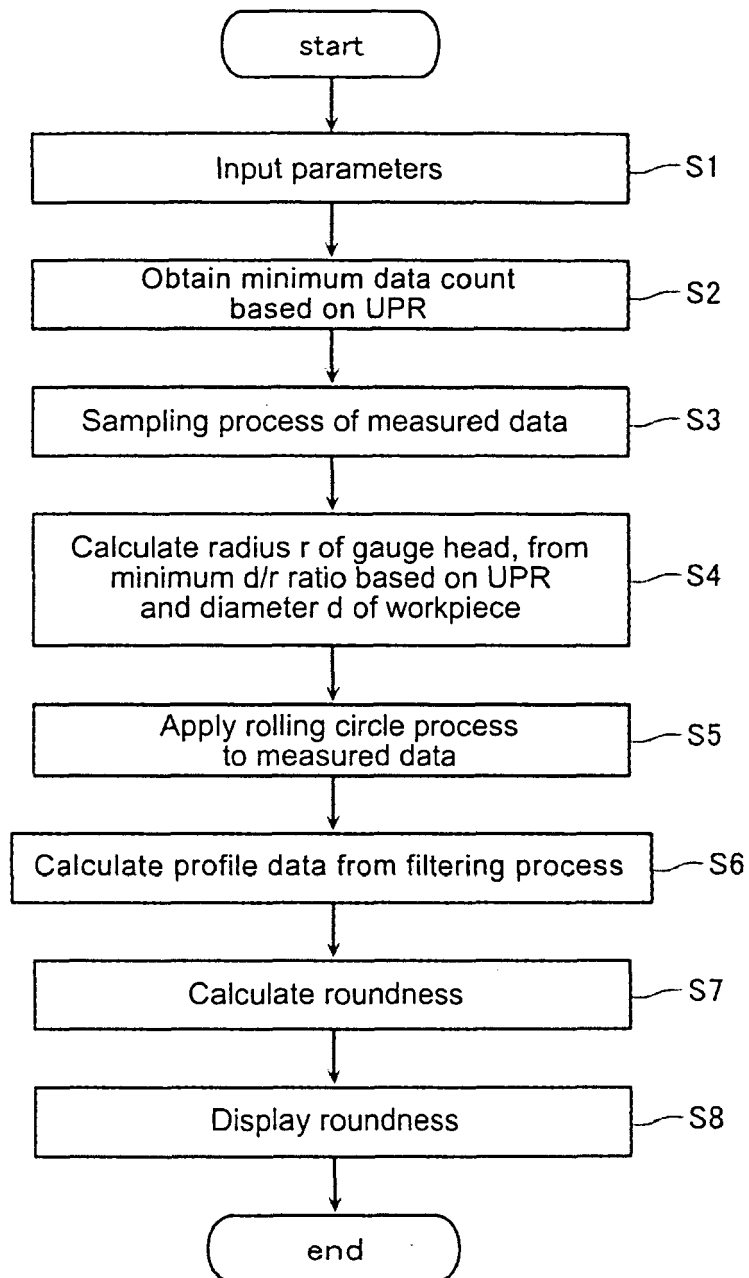 start
Input parameters
S1
Obtain minimum data count
based on UPR
S2
Sampling process of measured data
S3
Calculate radius r of gauge head, from
minimum d/r ratio based on UPR
and diameter d of workpiece
S4
Apply rolling circle process
to measured data
S5
Calculate profile data from filtering process
S6
Calculate roundness
S7
Display roundness
S8
end